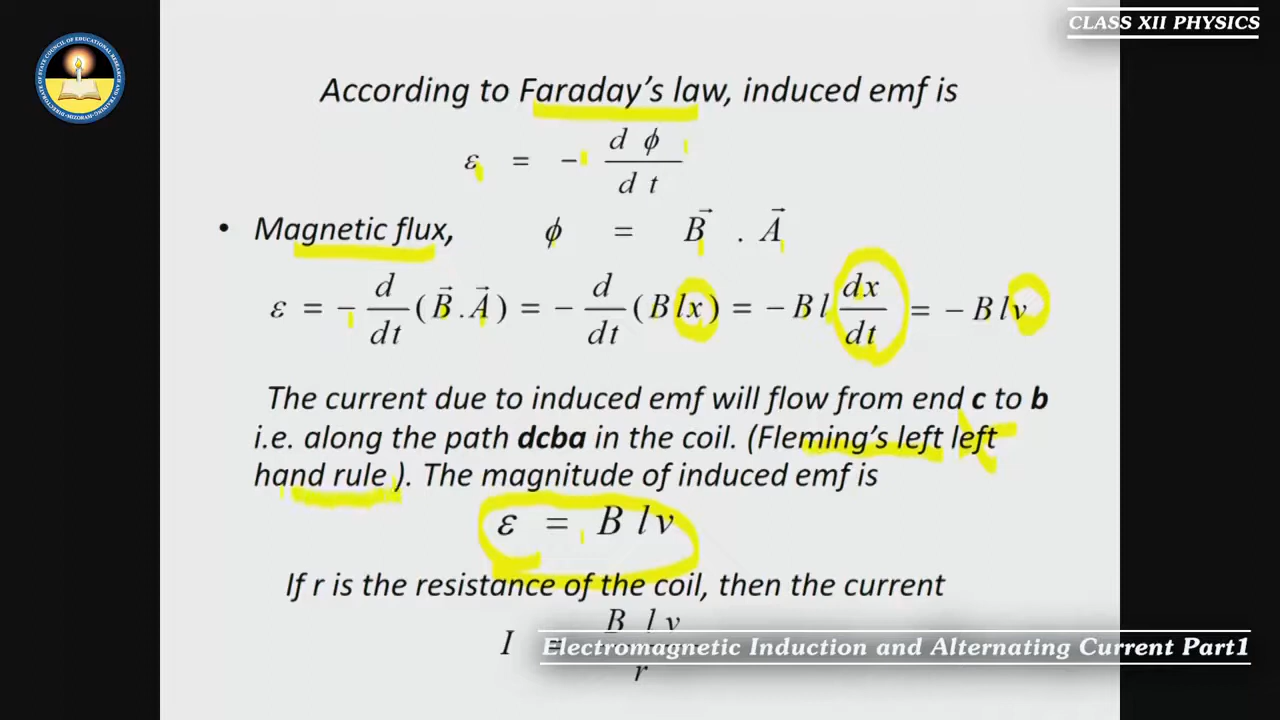 CLASS XII PHYSICS
According to Faraday's law, induced emf is
ε = - d ϕ / d t
• Magnetic flux, ϕ = B⃗ . A⃗
ε = - d/dt ( B⃗ . A⃗ ) = - d/dt ( B l x ) = - B l dx/dt = - B l v
The current due to induced emf will flow from end c to b
i.e. along the path dcba in the coil. (Fleming's left left
hand rule ). The magnitude of induced emf is
ε = B l v
If r is the resistance of the coil, then the current
I = B l v / r
Electromagnetic Induction and Alternating Current Part1